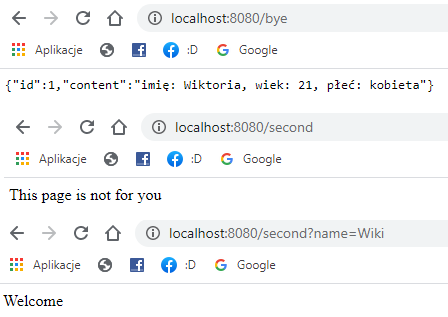 localhost:8080/bye
Aplikacje :D Google
{"id":1,"content":"imię: Wiktoria, wiek: 21, płeć: kobieta"}
localhost:8080/second
Aplikacje :D Google
This page is not for you
localhost:8080/second?name=Wiki
Aplikacje :D Google
Welcome